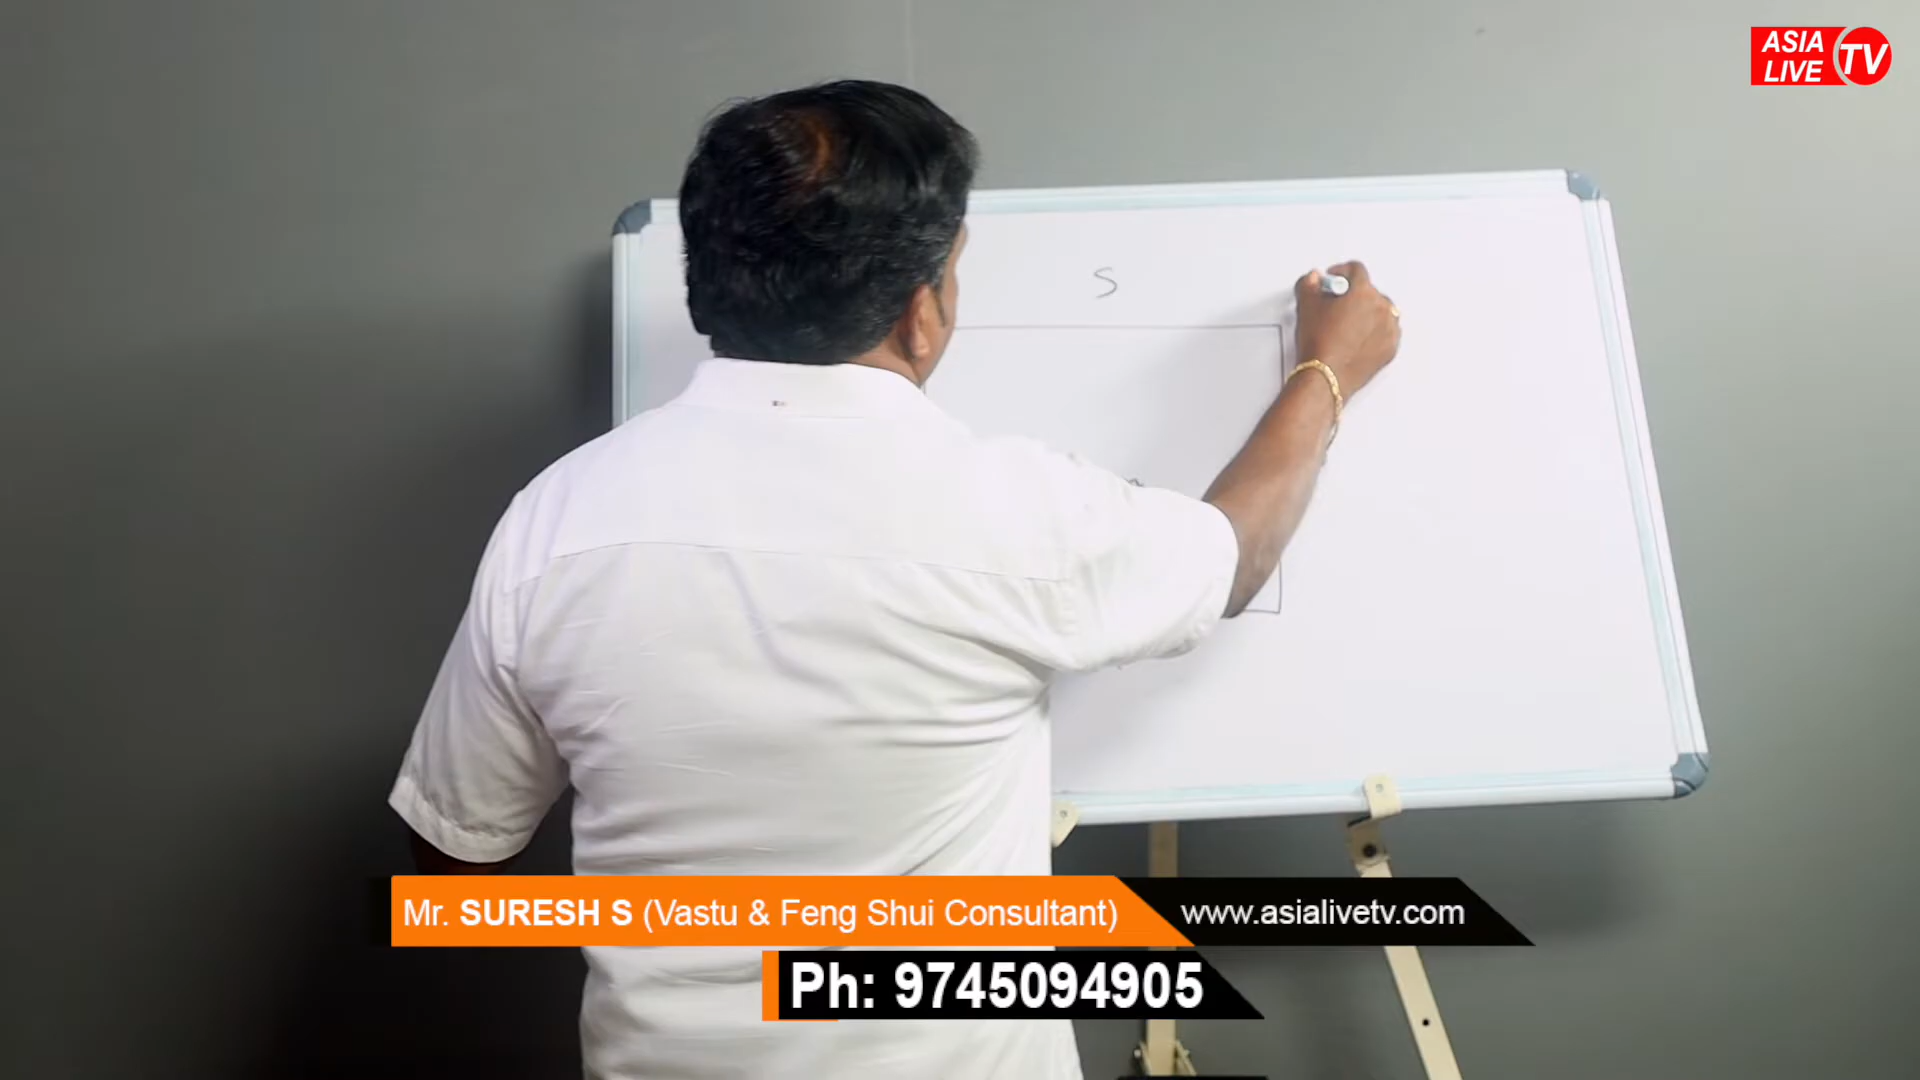 ASIA
LIVE TV
S
Mr. SURESH S (Vastu & Feng Shui Consultant)
www.asialivetv.com
Ph: 9745094905